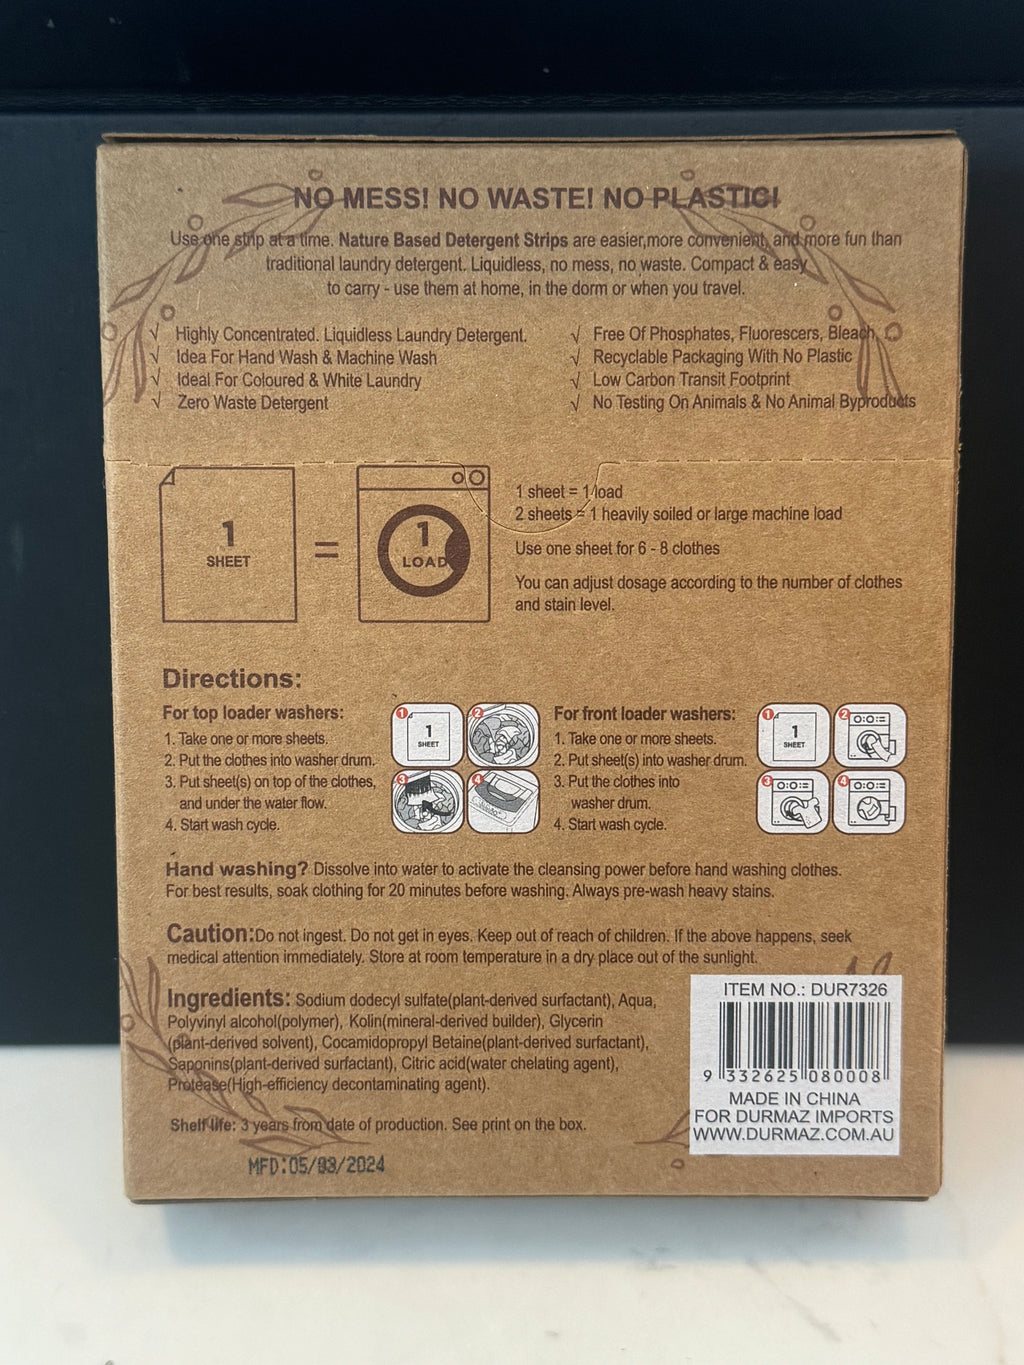 NO MESS! NO WASTE! NO PLASTIC!
Use one strip at a time. Nature Based Detergent Strips are easier,more convenient, and more fun than
traditional laundry detergent. Liquidless, no mess, no waste. Compact & easy
to carry - use them at home, in the dorm or when you travel.
√ Highly Concentrated. Liquidless Laundry Detergent.
√ Idea For Hand Wash & Machine Wash
√ Ideal For Coloured & White Laundry
√ Zero Waste Detergent
√ Free Of Phosphates, Fluorescers, Bleach
√ Recyclable Packaging With No Plastic
√ Low Carbon Transit Footprint
√ No Testing On Animals & No Animal Byproducts
1
SHEET
=
1
LOAD
1 sheet = 1 load
2 sheets = 1 heavily soiled or large machine load
Use one sheet for 6 - 8 clothes
You can adjust dosage according to the number of clothes
and stain level.
Directions:
For top loader washers:
1. Take one or more sheets.
2. Put the clothes into washer drum.
3. Put sheet(s) on top of the clothes,
and under the water flow.
4. Start wash cycle.
1
1
SHEET
2
3
4
For front loader washers:
1. Take one or more sheets.
2. Put sheet(s) into washer drum.
3. Put the clothes into
washer drum.
4. Start wash cycle.
1
1
SHEET
2
3
4
Hand washing? Dissolve into water to activate the cleansing power before hand washing clothes.
For best results, soak clothing for 20 minutes before washing. Always pre-wash heavy stains.
Caution:Do not ingest. Do not get in eyes. Keep out of reach of children. If the above happens, seek
medical attention immediately. Store at room temperature in a dry place out of the sunlight.
Ingredients: Sodium dodecyl sulfate(plant-derived surfactant), Aqua,
Polyvinyl alcohol(polymer), Kolin(mineral-derived builder), Glycerin
(plant-derived solvent), Cocamidopropyl Betaine(plant-derived surfactant),
Saponins(plant-derived surfactant), Citric acid(water chelating agent),
Protease(High-efficiency decontaminating agent).
Shelf life: 3 years from date of production. See print on the box.
MFD:05/03/2024
ITEM NO.: DUR7326
9 332625 080008
MADE IN CHINA
FOR DURMAZ IMPORTS
WWW.DURMAZ.COM.AU